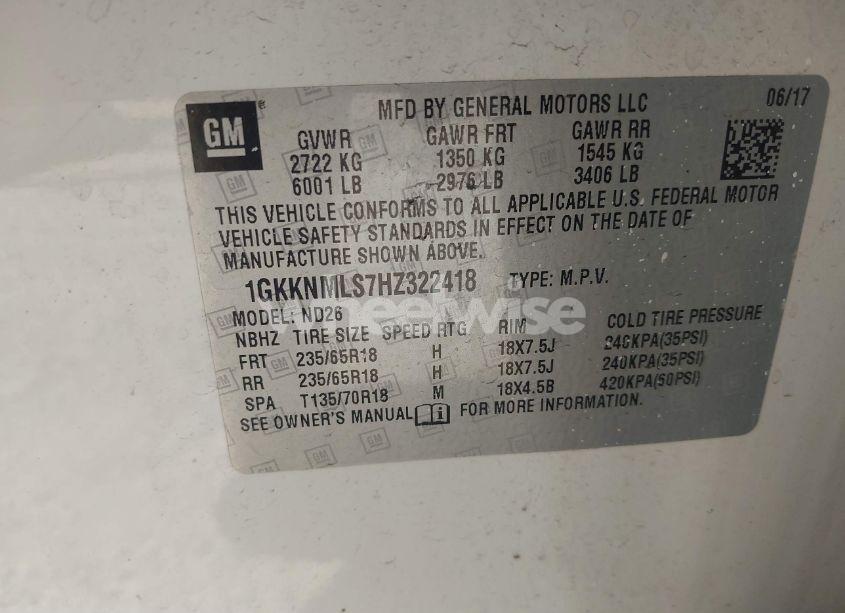 GM
MFD BY GENERAL MOTORS LLC 06/17
GVWR GAWR FRT GAWR RR
2722 KG 1350 KG 1545 KG
6001 LB 2976 LB 3406 LB
THIS VEHICLE CONFORMS TO ALL APPLICABLE U.S. FEDERAL MOTOR
VEHICLE SAFETY STANDARDS IN EFFECT ON THE DATE OF
MANUFACTURE SHOWN ABOVE.
1GKKNMLS7HZ322418 TYPE: M.P.V.
Wheelwise
MODEL: ND26
NBHZ TIRE SIZE SPEED RTG RIM COLD TIRE PRESSURE
FRT 235/65R18 H 18X7.5J 240KPA(35PSI)
RR 235/65R18 H 18X7.5J 240KPA(35PSI)
SPA T135/70R18 M 18X4.5B 420KPA(60PSI)
SEE OWNER'S MANUAL FOR MORE INFORMATION.